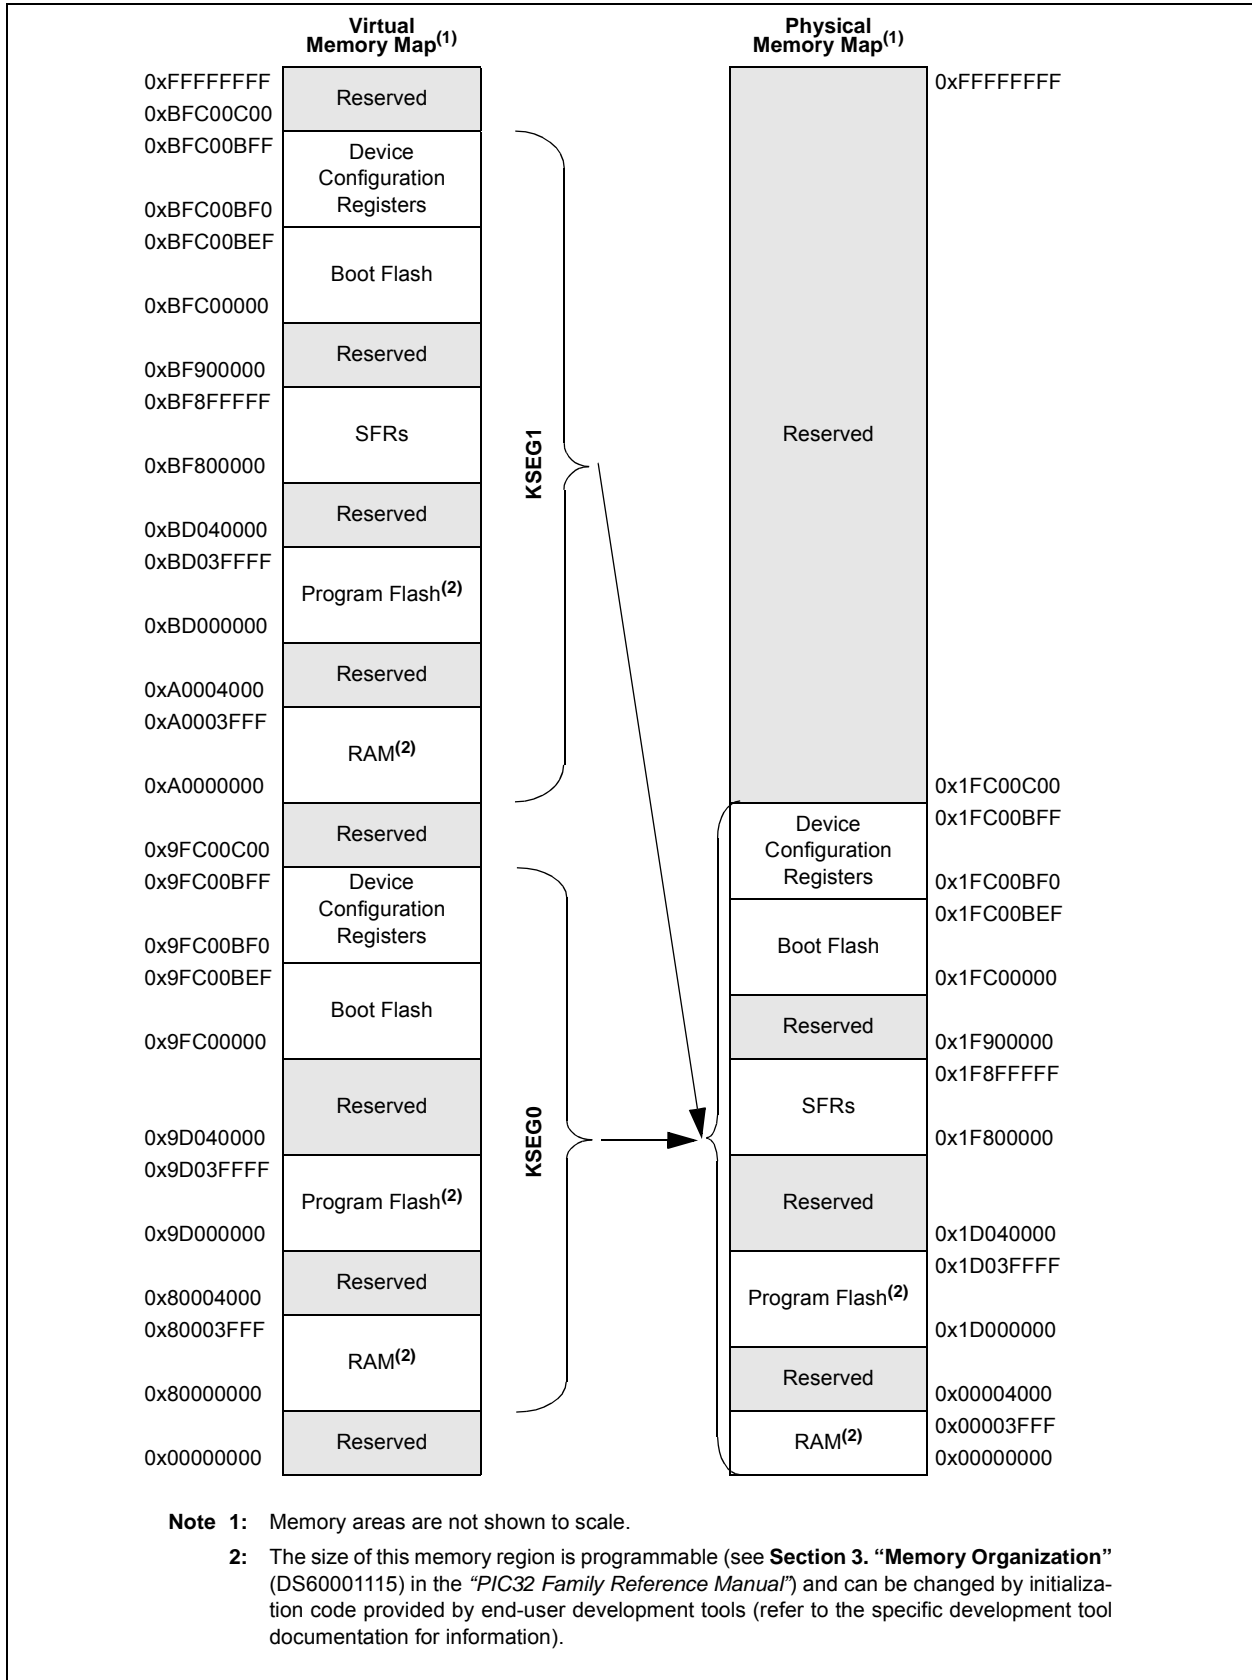 Virtual
Memory Map(1)
0xFFFFFFFF
Reserved
0xBFC00C00
0xBFC00BFF
Device
Configuration
Registers
0xBFC00BF0
0xBFC00BEF
Boot Flash
0xBFC00000
Reserved
0xBF900000
0xBF8FFFFF
SFRs
0xBF800000
Reserved
0xBD040000
0xBD03FFFF
Program Flash(2)
0xBD000000
Reserved
0xA0004000
0xA0003FFF
RAM(2)
0xA0000000
Reserved
0x9FC00C00
0x9FC00BFF
Device
Configuration
Registers
0x9FC00BF0
0x9FC00BEF
Boot Flash
0x9FC00000
Reserved
0x9D040000
0x9D03FFFF
Program Flash(2)
0x9D000000
Reserved
0x80004000
0x80003FFF
RAM(2)
0x80000000
Reserved
0x00000000
KSEG1
KSEG0
Physical
Memory Map(1)
0xFFFFFFFF
Reserved
0x1FC00C00
0x1FC00BFF
Device
Configuration
Registers
0x1FC00BF0
0x1FC00BEF
Boot Flash
0x1FC00000
Reserved
0x1F900000
0x1F8FFFFF
SFRs
0x1F800000
Reserved
0x1D040000
0x1D03FFFF
Program Flash(2)
0x1D000000
Reserved
0x00004000
0x00003FFF
RAM(2)
0x00000000
Note 1: Memory areas are not shown to scale.
2: The size of this memory region is programmable (see Section 3. “Memory Organization”
(DS60001115) in the “PIC32 Family Reference Manual”) and can be changed by initializa-
tion code provided by end-user development tools (refer to the specific development tool
documentation for information).